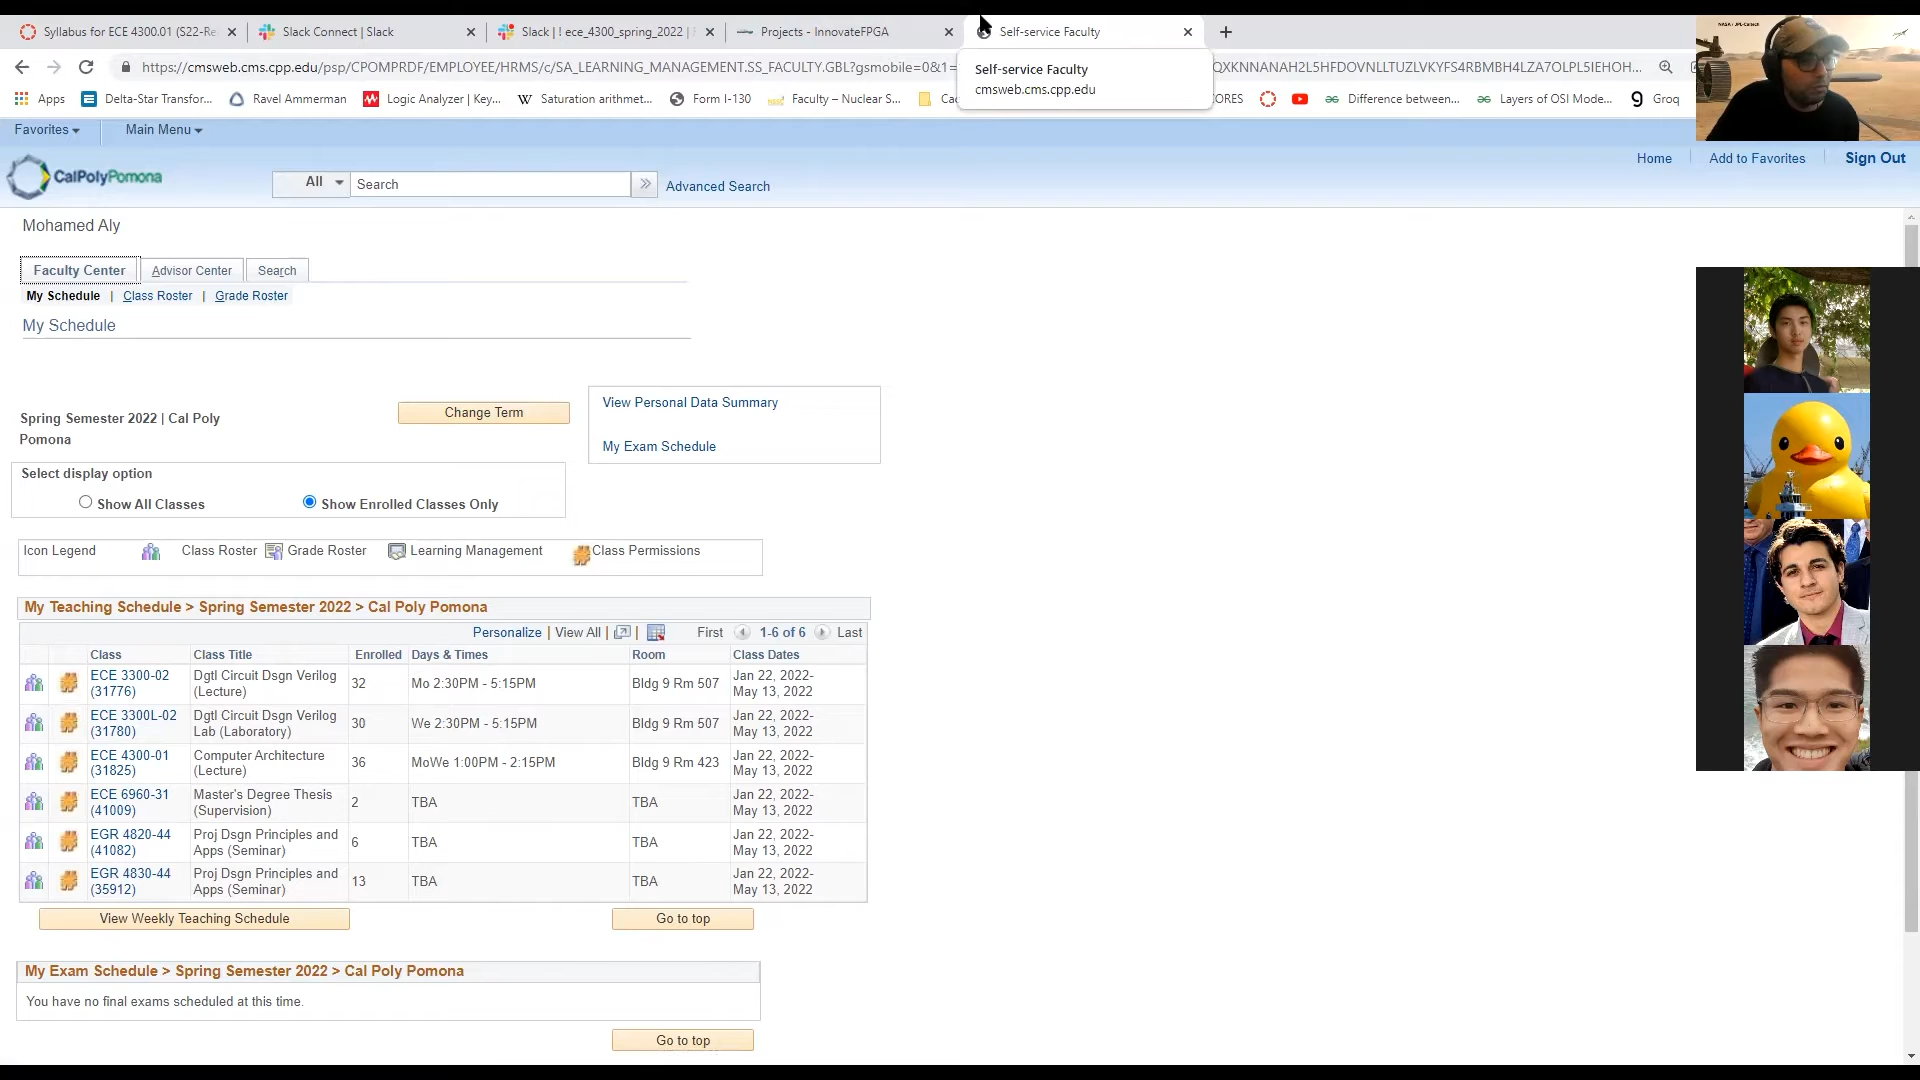 Syllabus for ECE 4300.01 (S22-Re
Slack Connect | Slack
Slack | ! ece_4300_spring_2022 |
Projects - InnovateFPGA
Self-service Faculty
https://cmsweb.cms.cpp.edu/psp/CPOMPRDF/EMPLOYEE/HRMS/c/SA_LEARNING_MANAGEMENT.SS_FACULTY.GBL?gsmobile=0&1=
QXKNNANAH2L5HFDOVNLLTUZLVKYFS4RBMBH4LZA7OLPL5IEHOH...
Self-service Faculty
cmsweb.cms.cpp.edu
Apps
Delta-Star Transfor...
Ravel Ammerman
Logic Analyzer | Key...
Saturation arithmet...
Form I-130
Faculty – Nuclear S...
Cac
ORES
Difference between...
Layers of OSI Mode...
Groq
NASA / JPL-Caltech
Favorites
Main Menu
CalPolyPomona
All
Search
Advanced Search
Home
Add to Favorites
Sign Out
Mohamed Aly
Faculty Center
Advisor Center
Search
My Schedule | Class Roster | Grade Roster
My Schedule
Spring Semester 2022 | Cal Poly
Pomona
Change Term
View Personal Data Summary
My Exam Schedule
Select display option
Show All Classes
Show Enrolled Classes Only
Icon Legend
Class Roster
Grade Roster
Learning Management
Class Permissions
My Teaching Schedule > Spring Semester 2022 > Cal Poly Pomona
Personalize | View All | | First 1-6 of 6 Last
Class Class Title Enrolled Days & Times Room Class Dates
ECE 3300-02 Dgtl Circuit Dsgn Verilog 32 Mo 2:30PM - 5:15PM Bldg 9 Rm 507 Jan 22, 2022-
(31776) (Lecture) May 13, 2022
ECE 3300L-02 Dgtl Circuit Dsgn Verilog 30 We 2:30PM - 5:15PM Bldg 9 Rm 507 Jan 22, 2022-
(31780) Lab (Laboratory) May 13, 2022
ECE 4300-01 Computer Architecture 36 MoWe 1:00PM - 2:15PM Bldg 9 Rm 423 Jan 22, 2022-
(31825) (Lecture) May 13, 2022
ECE 6960-31 Master's Degree Thesis 2 TBA TBA Jan 22, 2022-
(41009) (Supervision) May 13, 2022
EGR 4820-44 Proj Dsgn Principles and 6 TBA TBA Jan 22, 2022-
(41082) Apps (Seminar) May 13, 2022
EGR 4830-44 Proj Dsgn Principles and 13 TBA TBA Jan 22, 2022-
(35912) Apps (Seminar) May 13, 2022
View Weekly Teaching Schedule
Go to top
My Exam Schedule > Spring Semester 2022 > Cal Poly Pomona
You have no final exams scheduled at this time.
Go to top